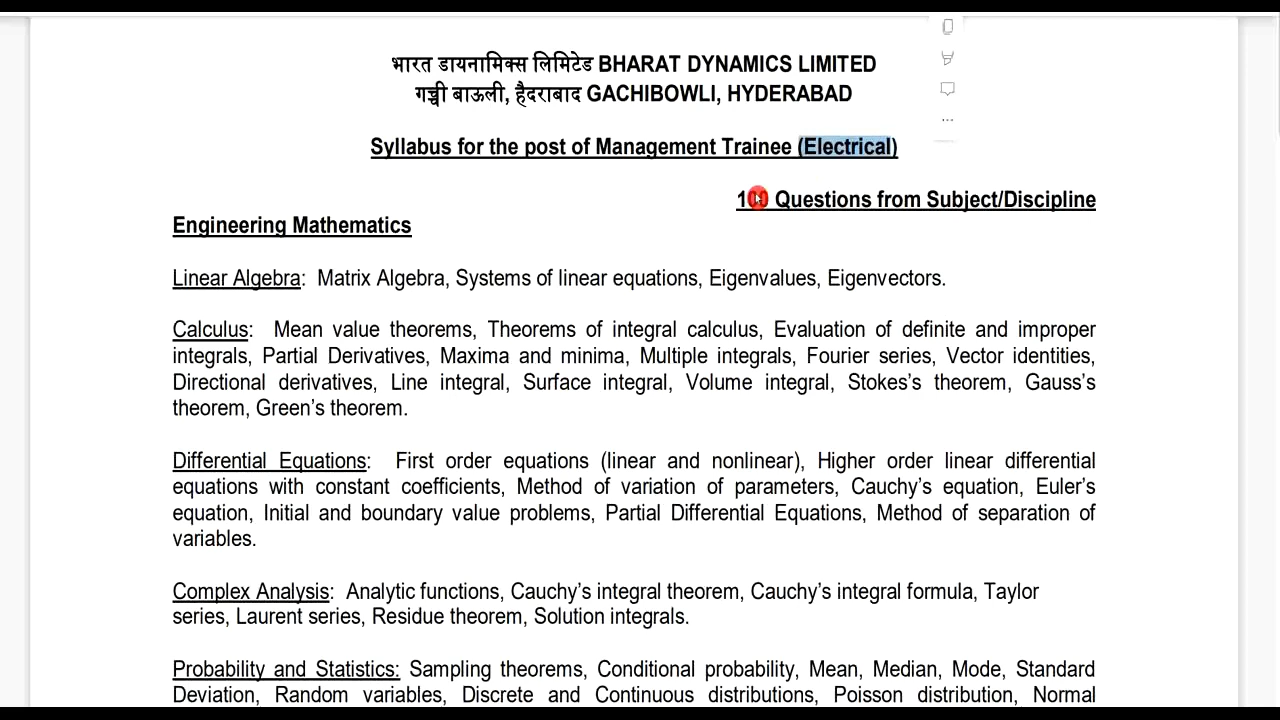 भारत डायनामिक्स लिमिटेड BHARAT DYNAMICS LIMITED
गच्ची बाऊली, हैदराबाद GACHIBOWLI, HYDERABAD
Syllabus for the post of Management Trainee (Electrical)
100 Questions from Subject/Discipline
Engineering Mathematics
Linear Algebra: Matrix Algebra, Systems of linear equations, Eigenvalues, Eigenvectors.
Calculus: Mean value theorems, Theorems of integral calculus, Evaluation of definite and improper
integrals, Partial Derivatives, Maxima and minima, Multiple integrals, Fourier series, Vector identities,
Directional derivatives, Line integral, Surface integral, Volume integral, Stokes's theorem, Gauss's
theorem, Green's theorem.
Differential Equations: First order equations (linear and nonlinear), Higher order linear differential
equations with constant coefficients, Method of variation of parameters, Cauchy's equation, Euler's
equation, Initial and boundary value problems, Partial Differential Equations, Method of separation of
variables.
Complex Analysis: Analytic functions, Cauchy's integral theorem, Cauchy's integral formula, Taylor
series, Laurent series, Residue theorem, Solution integrals.
Probability and Statistics: Sampling theorems, Conditional probability, Mean, Median, Mode, Standard
Deviation, Random variables, Discrete and Continuous distributions, Poisson distribution, Normal